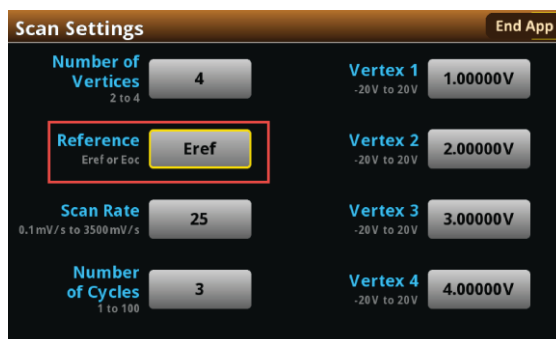 Scan Settings
End App
Number of
Vertices
2 to 4
4
Vertex 1
-20V to 20V
1.00000V
Reference
Eref or Eoc
Eref
Vertex 2
-20V to 20V
2.00000V
Scan Rate
0.1mV/s to 3500mV/s
25
Vertex 3
-20V to 20V
3.00000V
Number
of Cycles
1 to 100
3
Vertex 4
-20V to 20V
4.00000V